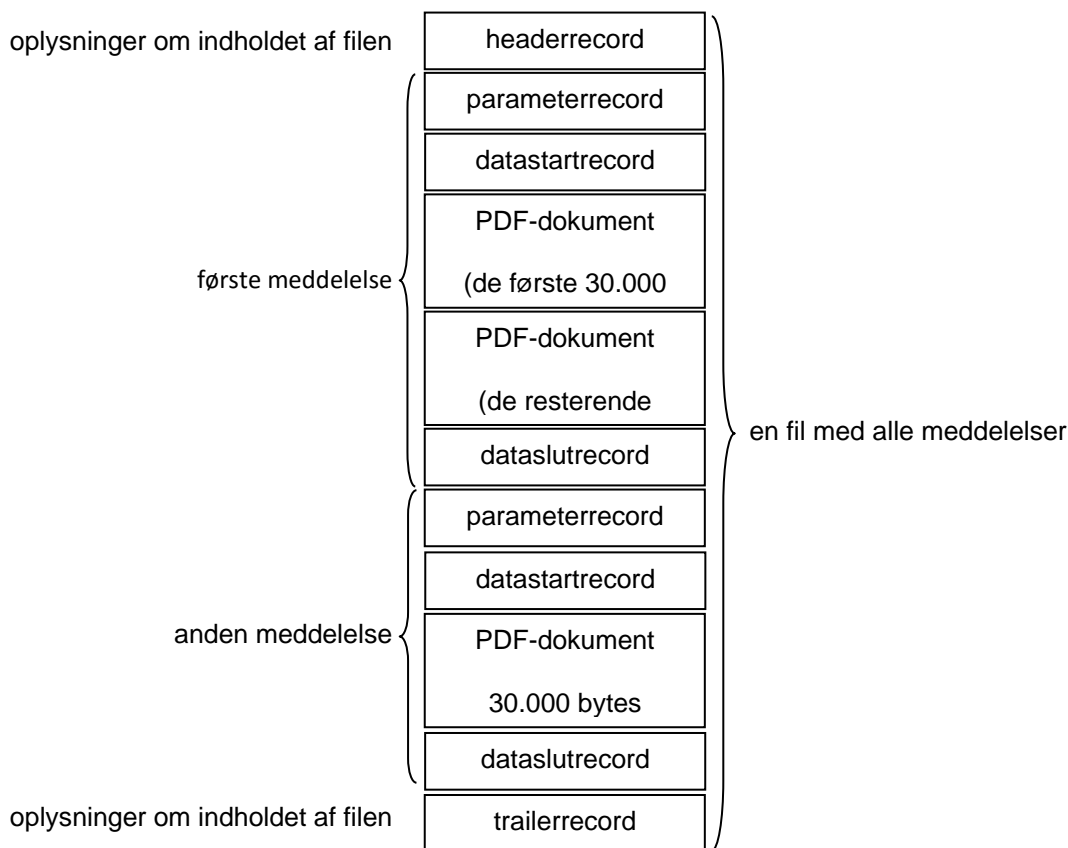 oplysninger om indholdet af filen
headerrecord
parameterrecord
datastartrecord
PDF-dokument
(de første 30.000
første meddelelse
PDF-dokument
(de resterende
dataslutrecord
en fil med alle meddelelser
parameterrecord
datastartrecord
anden meddelelse
PDF-dokument
30.000 bytes
dataslutrecord
oplysninger om indholdet af filen
trailerrecord